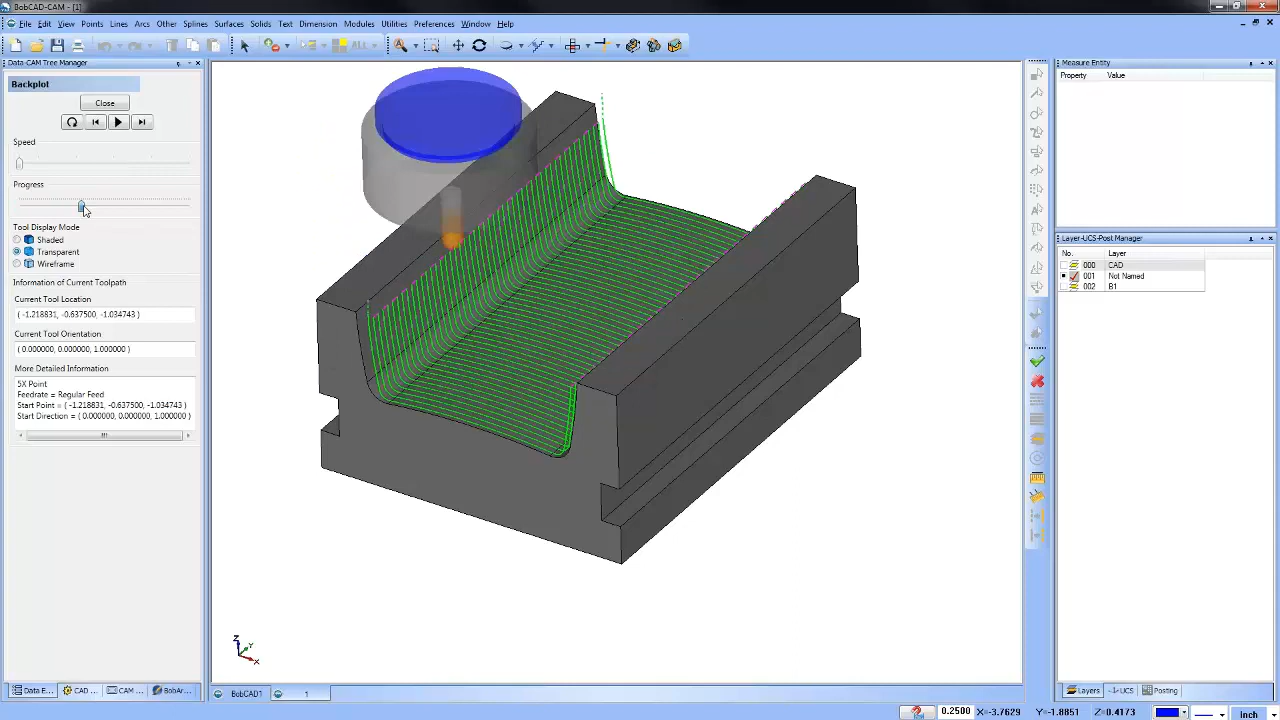 BobCAD-CAM - [1]
File Edit View Points Lines Arcs Other Splines Surfaces Solids Text Dimension Modules Utilities Preferences Window Help
ALL
Data-CAM Tree Manager
Backplot
Close
Speed
Progress
Tool Display Mode
Shaded
Transparent
Wireframe
Information of Current Toolpath
Current Tool Location
( -1.218831, -0.637500, -1.034743 )
Current Tool Orientation
( 0.000000, 0.000000, 1.000000 )
More Detailed Information
5X Point
Feedrate = Regular Feed
Start Point = ( -1.218831, -0.637500, -1.034743 )
Start Direction = ( 0.000000, 0.000000, 1.000000 )
Data E... CAD ... CAM ... BobAr...
Z
Y
X
BobCAD1 1
Measure Entity
Property Value
Layer-UCS-Post Manager
No. Layer
000 CAD
001 Not Named
002 B1
Layers UCS Posting
0.2500 X=-3.7629 Y=-1.8851 Z=0.4173 Inch